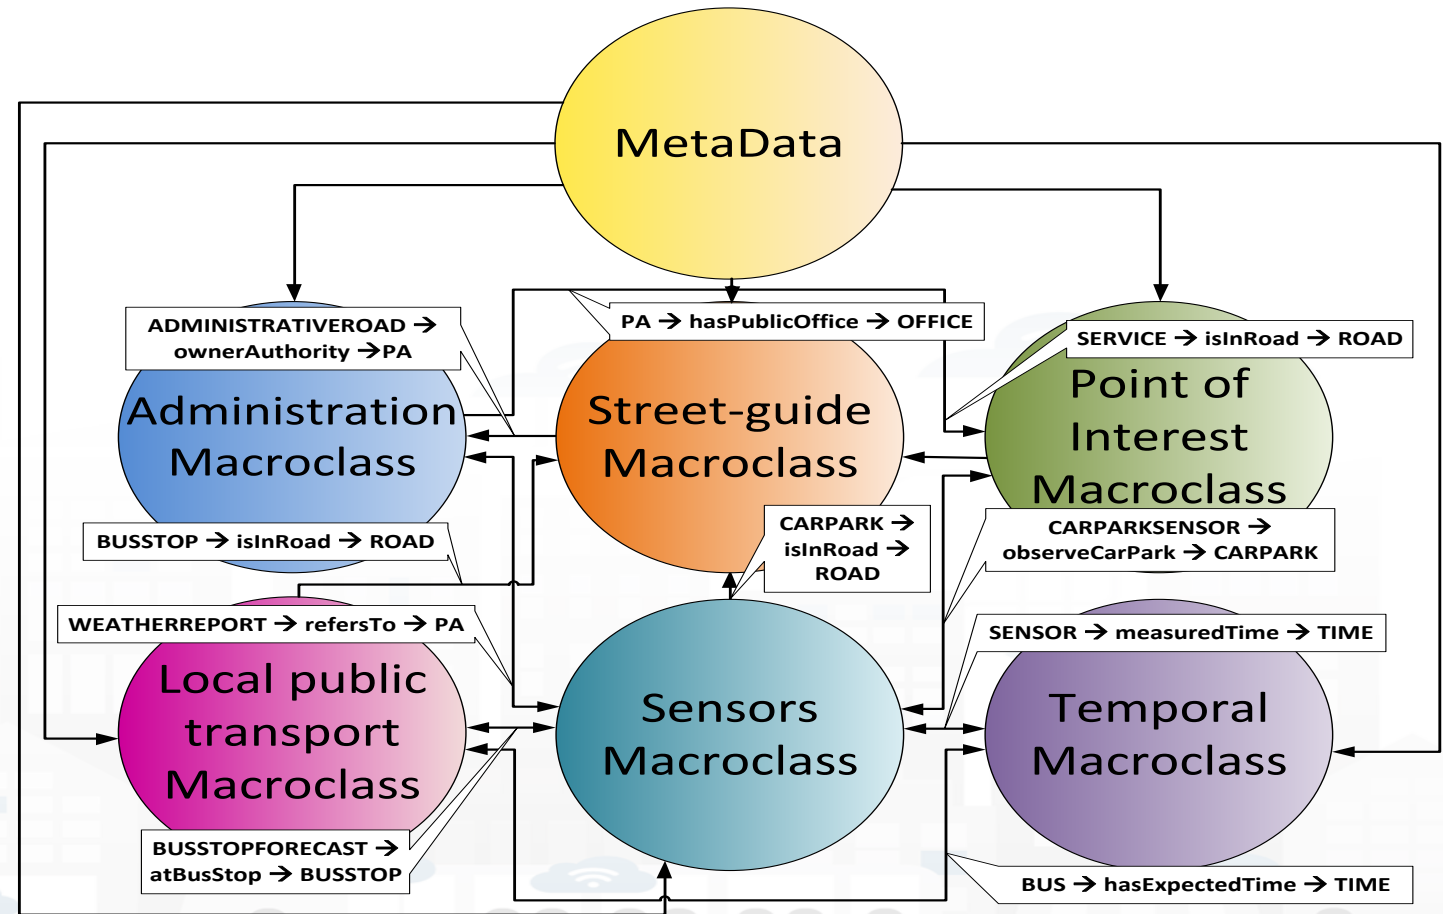 MetaData
ADMINISTRATIVEROAD →
ownerAuthority →PA
PA → hasPublicOffice → OFFICE
SERVICE → isInRoad → ROAD
Administration
Macroclass
Street-guide
Macroclass
Point of
Interest
Macroclass
BUSSTOP → isInRoad → ROAD
CARPARK →
isInRoad →
ROAD
CARPARKSENSOR →
observeCarPark → CARPARK
WEATHERREPORT → refersTo → PA
SENSOR → measuredTime → TIME
Local public
transport
Macroclass
Sensors
Macroclass
Temporal
Macroclass
BUSSTOPFORECAST →
atBusStop → BUSSTOP
BUS → hasExpectedTime → TIME